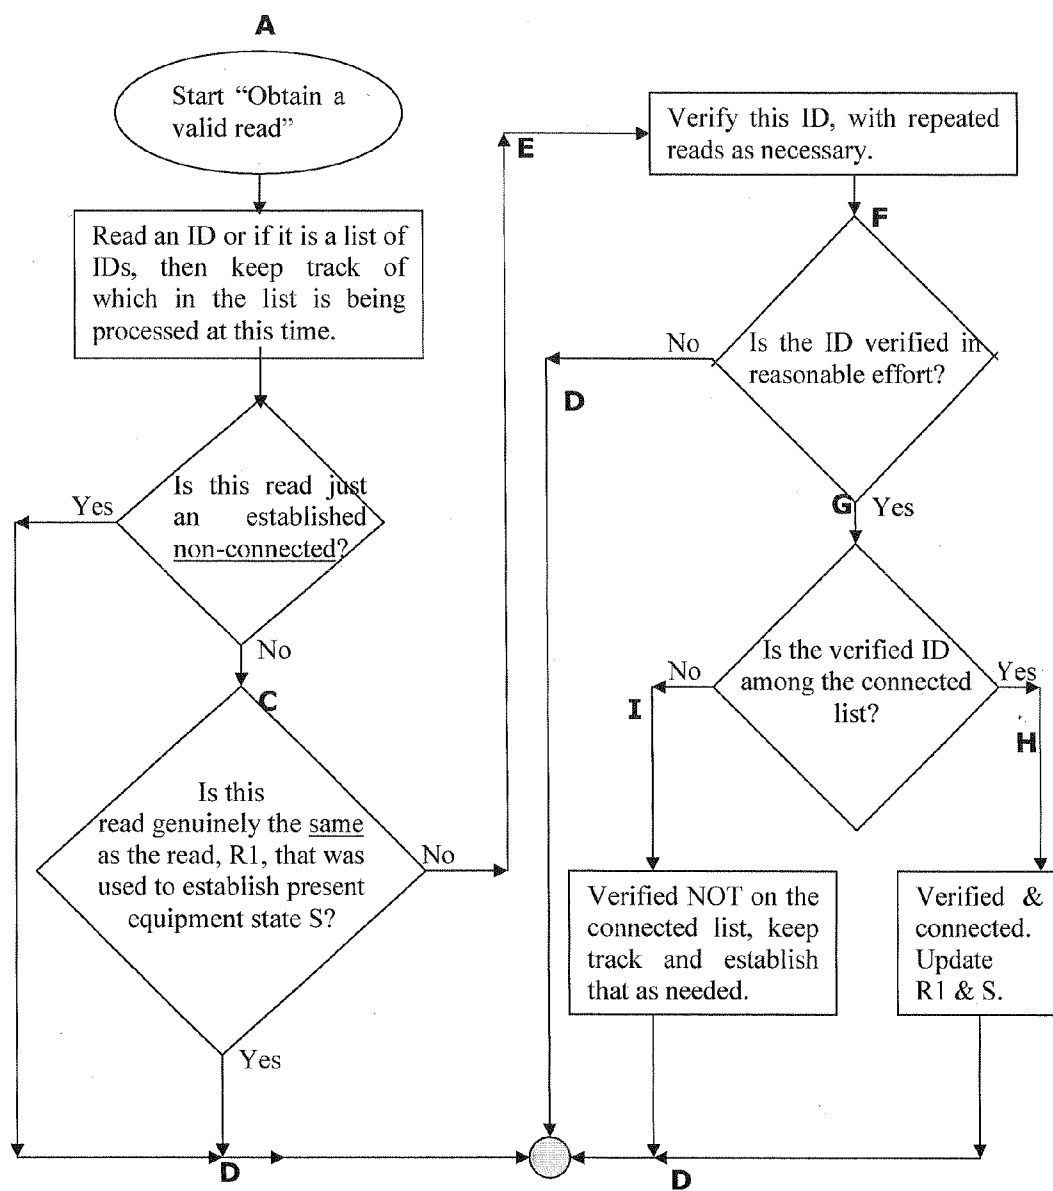 A
Start “Obtain a
valid read”
Read an ID or if it is a list of
IDs, then keep track of
which in the list is being
processed at this time.
Is this read just
an established
non-connected?
Yes
No
C
Is this
read genuinely the same
as the read, R1, that was
used to establish present
equipment state S?
No
Yes
D
E
Verify this ID, with repeated
reads as necessary.
F
Is the ID verified in
reasonable effort?
No
D
G
Yes
Is the verified ID
among the connected
list?
No
Yes
I
H
Verified NOT on the
connected list, keep
track and establish
that as needed.
Verified &
connected.
Update
R1 & S.
D